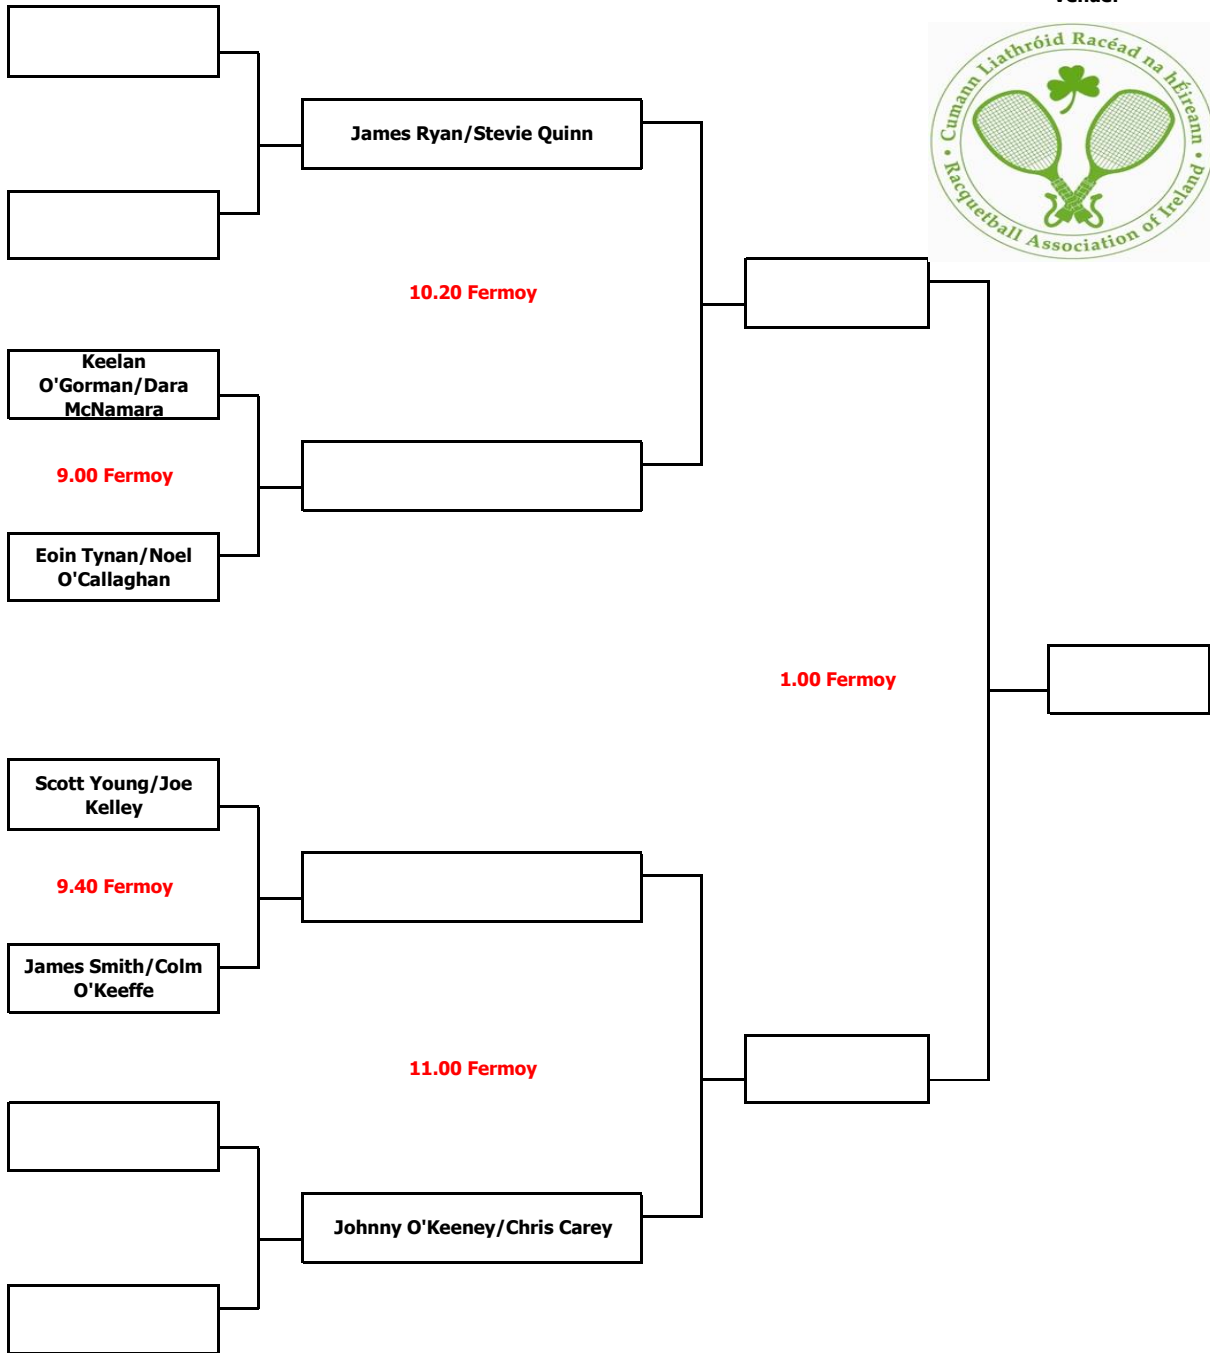 Venue:
Cumann Liathróid Racéad na hÉireann
• Racquetball Association of Ireland •
James Ryan/Stevie Quinn
10.20 Fermoy
Keelan
O'Gorman/Dara
McNamara
9.00 Fermoy
Eoin Tynan/Noel
O'Callaghan
1.00 Fermoy
Scott Young/Joe
Kelley
9.40 Fermoy
James Smith/Colm
O'Keeffe
11.00 Fermoy
Johnny O'Keeney/Chris Carey